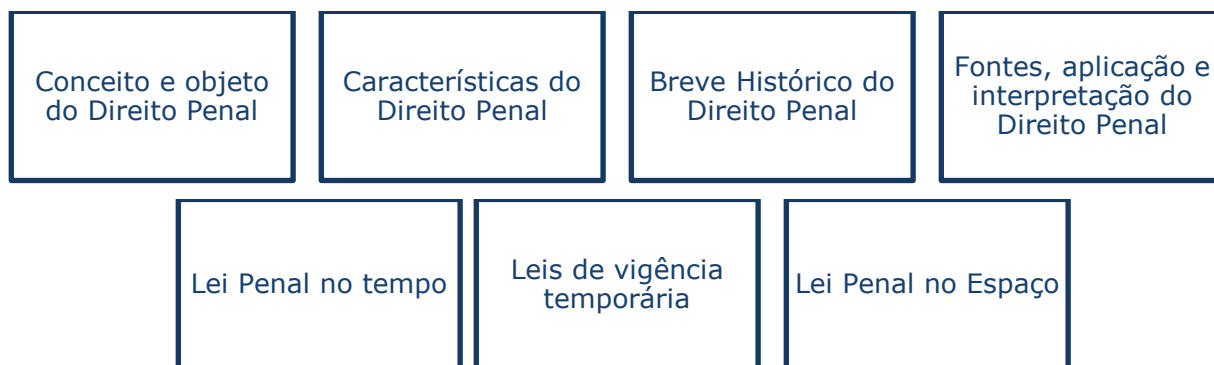 Conceito e objeto
do Direito Penal
Características do
Direito Penal
Breve Histórico do
Direito Penal
Fontes, aplicação e
interpretação do
Direito Penal
Lei Penal no tempo
Leis de vigência
temporária
Lei Penal no Espaço